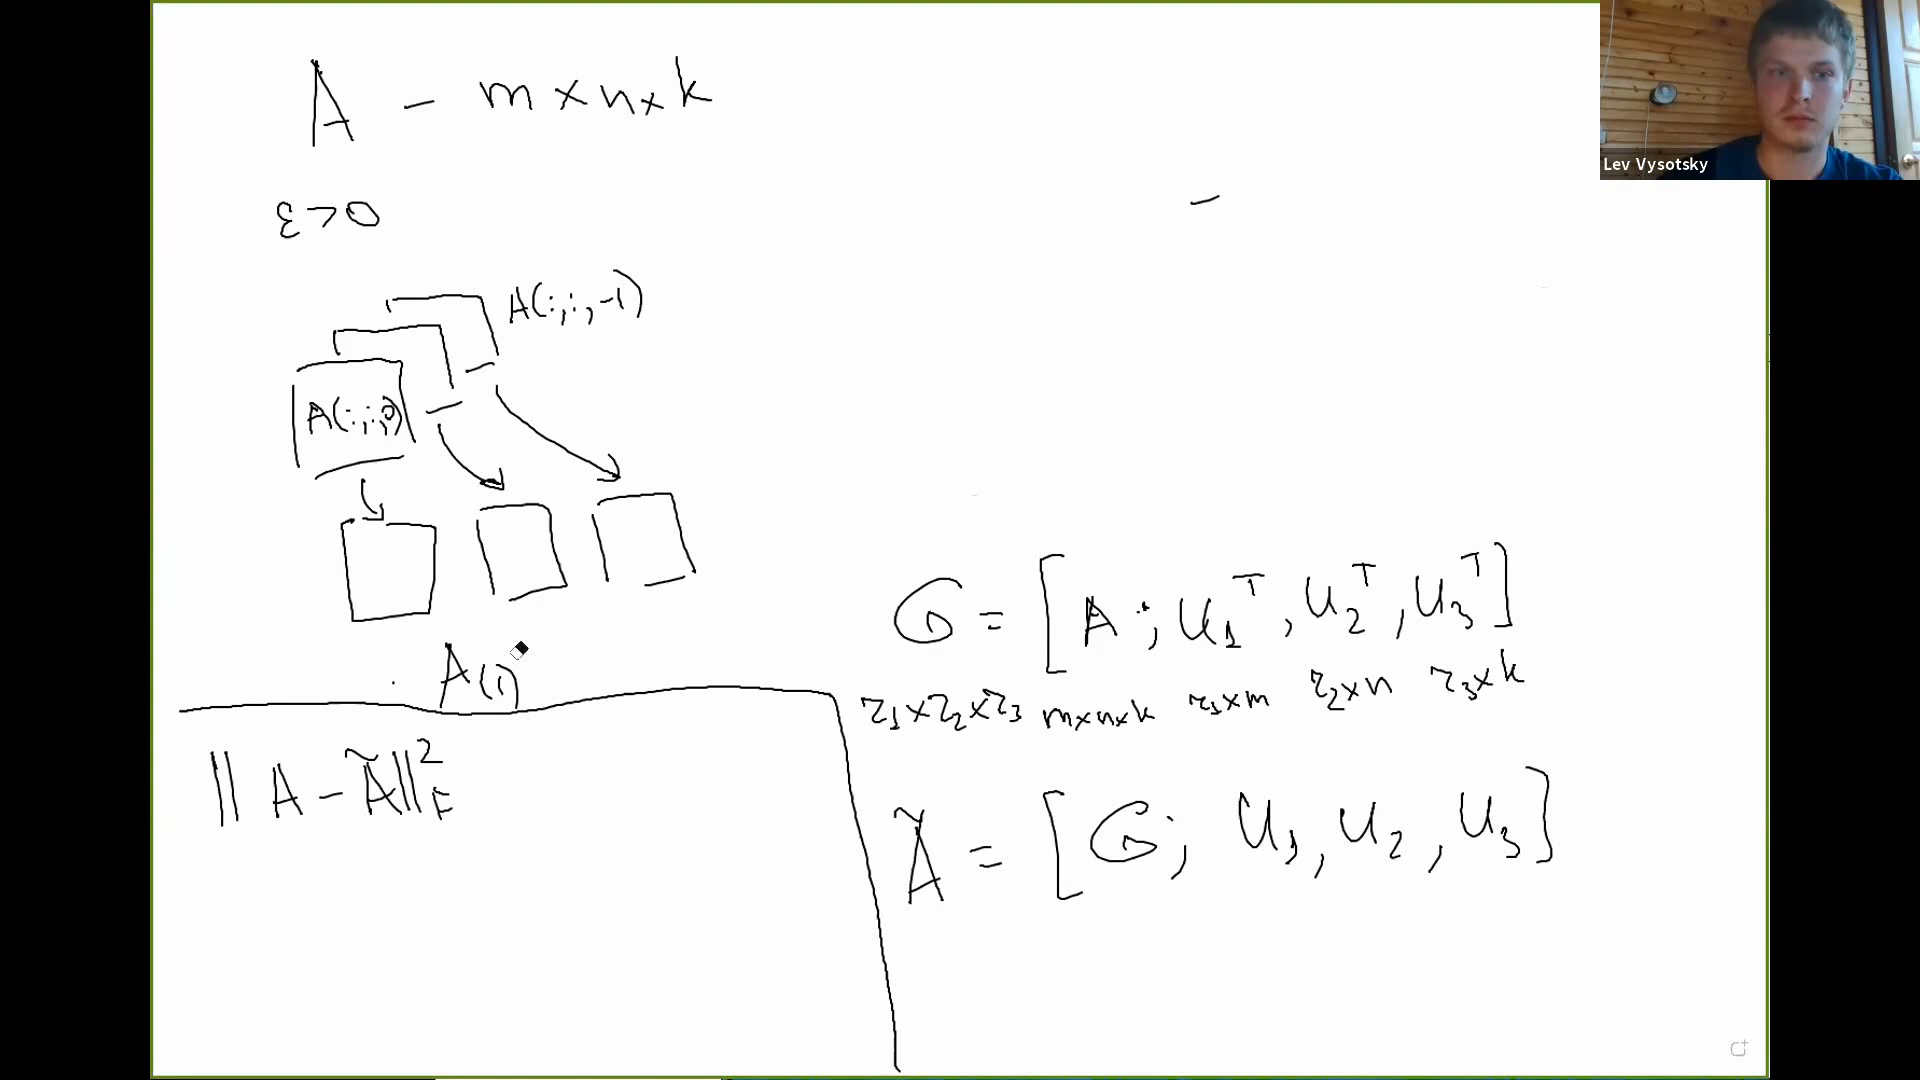 A - m×n×k
Lev Vysotsky
ε>0
A(:,:,-1)
A(:,:,0)
A(1)
G = [A; U₁ᵀ, U₂ᵀ, U₃ᵀ]
r₁×r₂×r₃ m×n×k r₁×m r₂×n r₃×k
‖A - Ã‖²_F
Ã = [G; U₁, U₂, U₃]